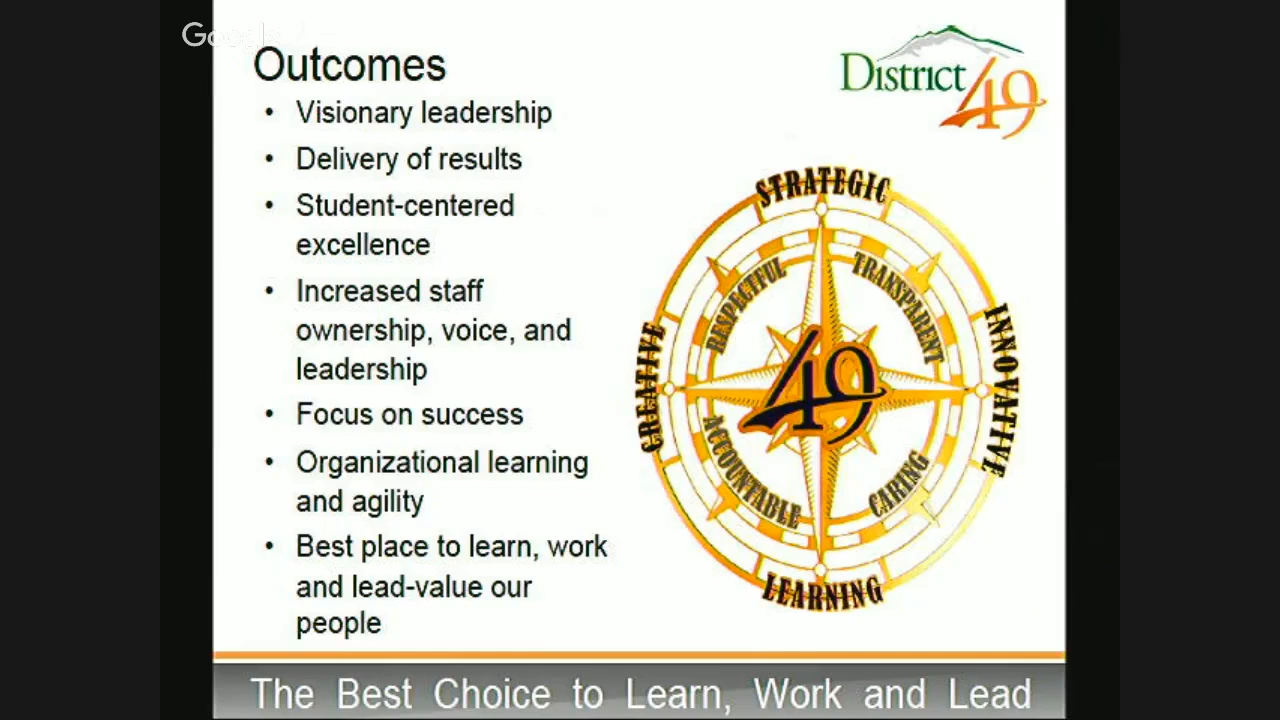 Google
Outcomes
District
49
• Visionary leadership
• Delivery of results
• Student-centered
excellence
• Increased staff
ownership, voice, and
leadership
• Focus on success
• Organizational learning
and agility
• Best place to learn, work
and lead-value our
people
STRATEGIC
RESPECTFUL
TRANSPARENT
CREATIVE
INNOVATIVE
49
ACCOUNTABLE
CARING
LEARNING
The Best Choice to Learn, Work and Lead